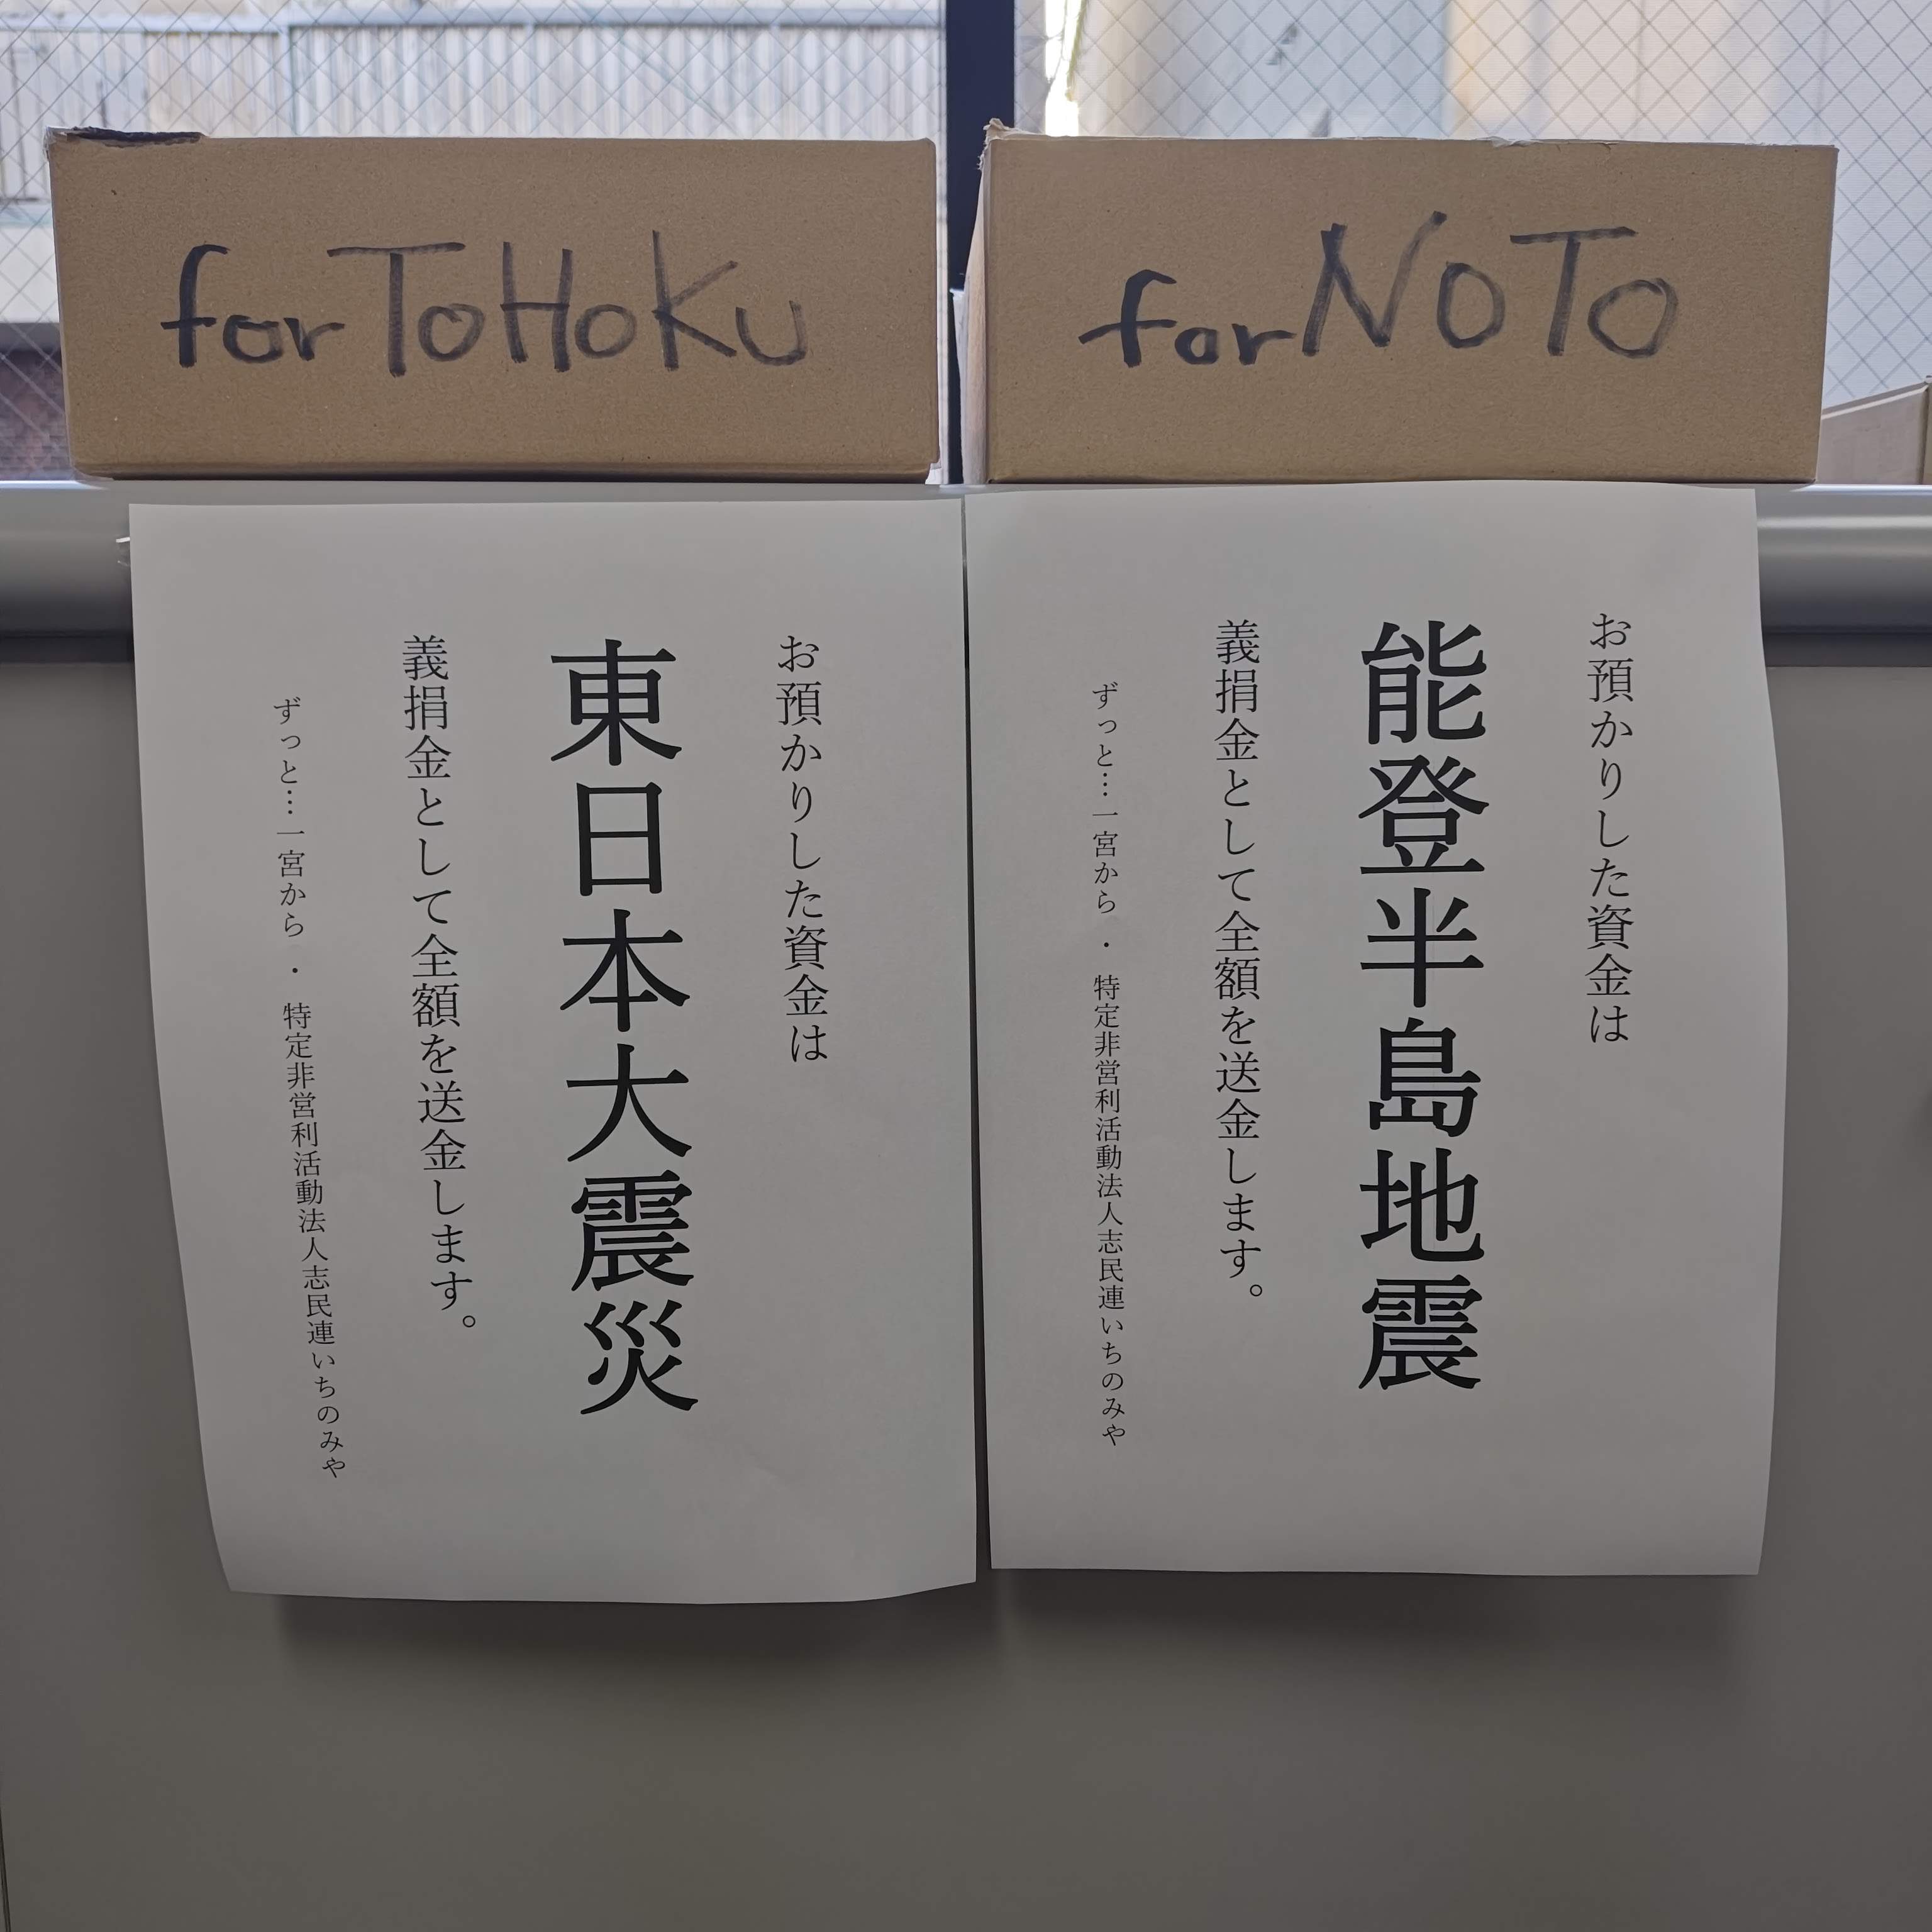 for ToHoKu
for NoTo
お預かりした資金は
能登半島地震
義捐金として全額を送金します。
ずっと…一宮から ・ 特定非営利活動法人志民連いちのみや
お預かりした資金は
東日本大震災
義捐金として全額を送金します。
ずっと…一宮から ・ 特定非営利活動法人志民連いちのみや